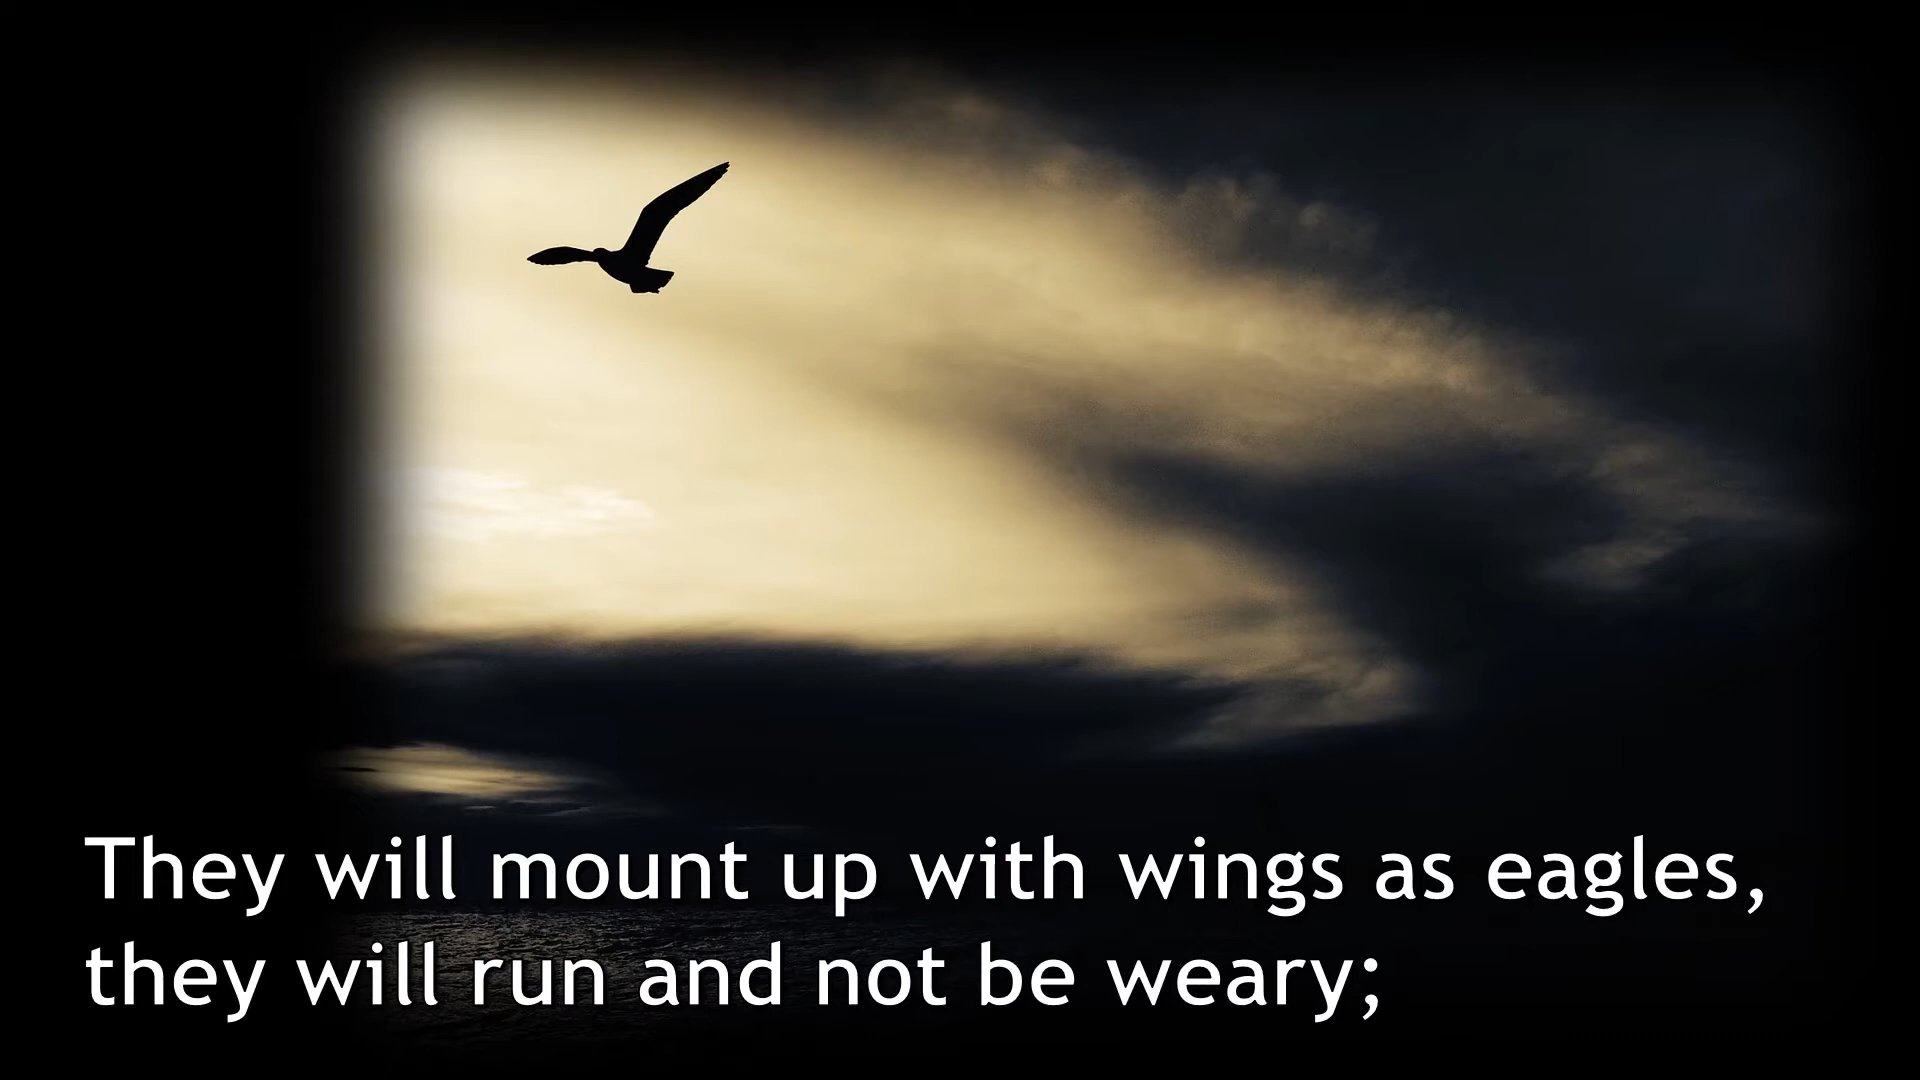 They will mount up with wings as eagles,
they will run and not be weary;